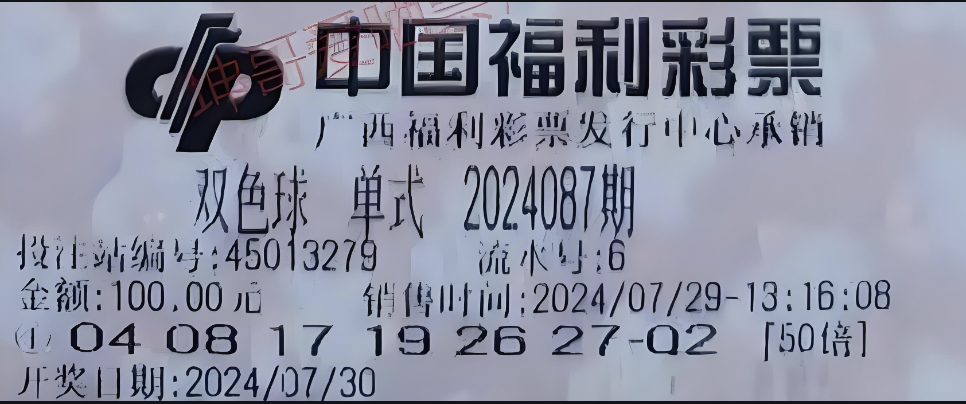 中国福利彩票
广西福利彩票发行中心承销
双色球 单式 2024087期
投注站编号:45013279 流水号:6
金额:100.00元 销售时间:2024/07/29-13:16:08
① 04 08 17 19 26 27-02 [50倍]
开奖日期:2024/07/30